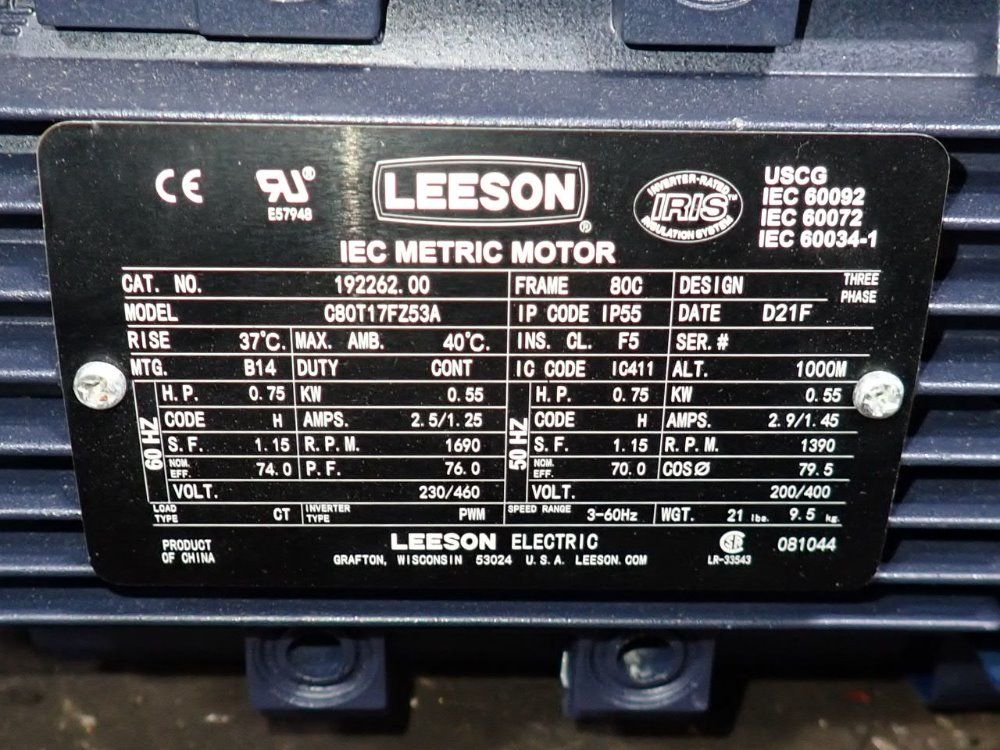 CE RU® LEESON ® INVERTER-RATED IRIS™ INSULATION SYSTEM USCG
E57948 IEC 60092
IEC 60072
IEC METRIC MOTOR IEC 60034-1
CAT. NO. 192262.00 FRAME 80C DESIGN THREE PHASE
MODEL C80T17FZ53A IP CODE IP55 DATE D21F
RISE 37°C. MAX. AMB. 40°C. INS. CL. F5 SER.#
MTG. B14 DUTY CONT IC CODE IC411 ALT. 1000M
60 HZ H.P. 0.75 KW 0.55 50 HZ H.P. 0.75 KW 0.55
CODE H AMPS. 2.5/1.25 CODE H AMPS. 2.9/1.45
S.F. 1.15 R.P.M. 1690 S.F. 1.15 R.P.M. 1390
NOM. EFF. 74.0 P.F. 76.0 NOM. EFF. 70.0 COSØ 79.5
VOLT. 230/460 VOLT. 200/400
LOAD TYPE CT INVERTER TYPE PWM SPEED RANGE 3-60Hz WGT. 21 lbs. 9.5 kg.
PRODUCT OF CHINA LEESON ELECTRIC SA 081044
GRAFTON, WISCONSIN 53024 U.S.A. LEESON.COM LR-33543